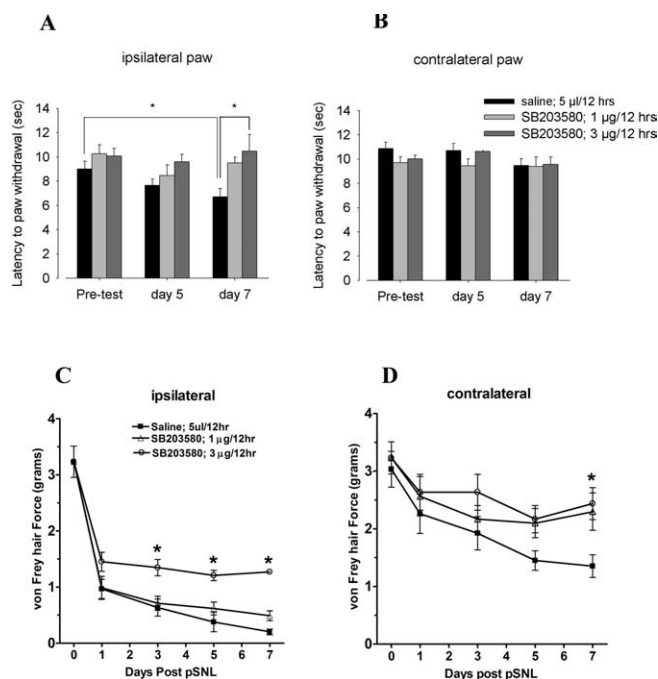 A
ipsilateral paw
Latency to paw withdrawal (sec)
14
12
10
8
6
4
2
0
*
*
Pre-test
day 5
day 7
B
contralateral paw
saline; 5 µl/12 hrs
SB203580; 1 µg/12 hrs
SB203580; 3 µg/12 hrs
Latency to paw withdrawal (sec)
14
12
10
8
6
4
2
0
Pre-test
day 5
day 7
C
ipsilateral
Saline; 5ul/12hr
SB203580; 1 µg/12hr
SB203580; 3 µg/12hr
von Frey hair Force (grams)
4
3
2
1
0
*
*
*
0 1 2 3 4 5 6 7
Days Post pSNL
D
contralateral
von Frey hair Force (grams)
4
3
2
1
0
*
0 1 2 3 4 5 6 7
Days post pSNL